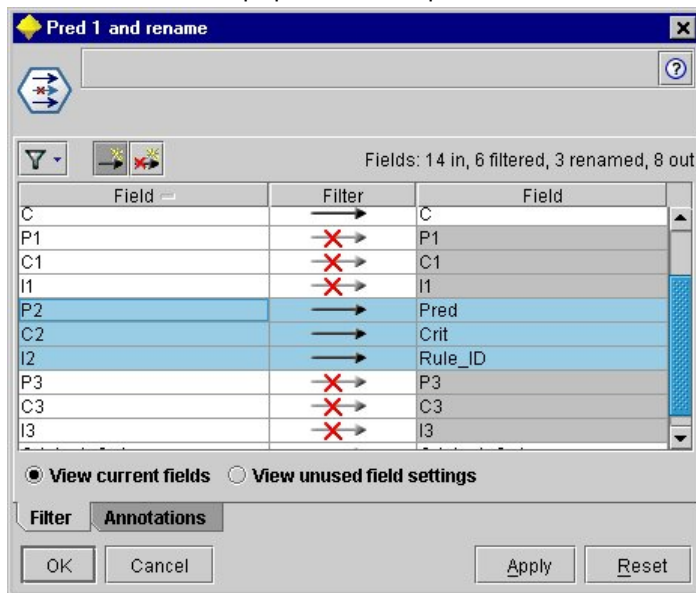 Pred 1 and rename
Fields: 14 in, 6 filtered, 3 renamed, 8 out
Field Filter Field
C C
P1 P1
C1 C1
I1 I1
P2 Pred
C2 Crit
I2 Rule_ID
P3 P3
C3 C3
I3 I3
View current fields View unused field settings
Filter Annotations
OK Cancel Apply Reset